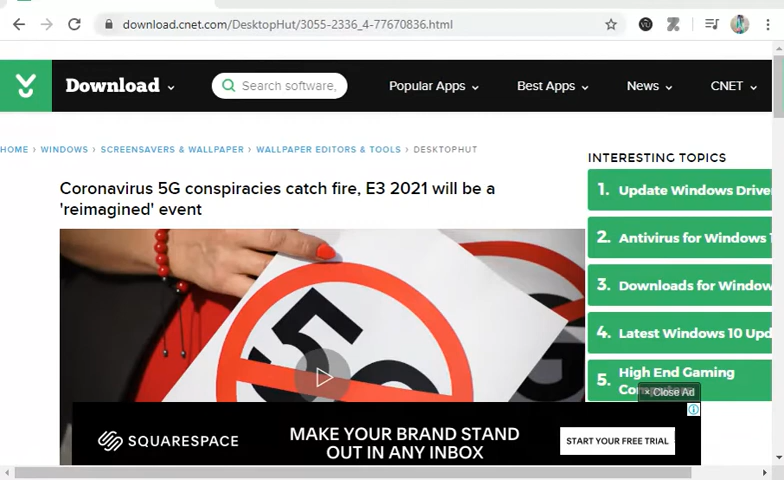 download.cnet.com/DesktopHut/3055-2336_4-77670836.html
Download
Search software,
Popular Apps
Best Apps
News
CNET
HOME › WINDOWS › SCREENSAVERS & WALLPAPER › WALLPAPER EDITORS & TOOLS › DESKTOPHUT
Coronavirus 5G conspiracies catch fire, E3 2021 will be a
'reimagined' event
INTERESTING TOPICS
1. Update Windows Driver
2. Antivirus for Windows 1
3. Downloads for Window
4. Latest Windows 10 Upd
5. High End Gaming
5G
× Close Ad
SQUARESPACE
MAKE YOUR BRAND STAND
OUT IN ANY INBOX
START YOUR FREE TRIAL